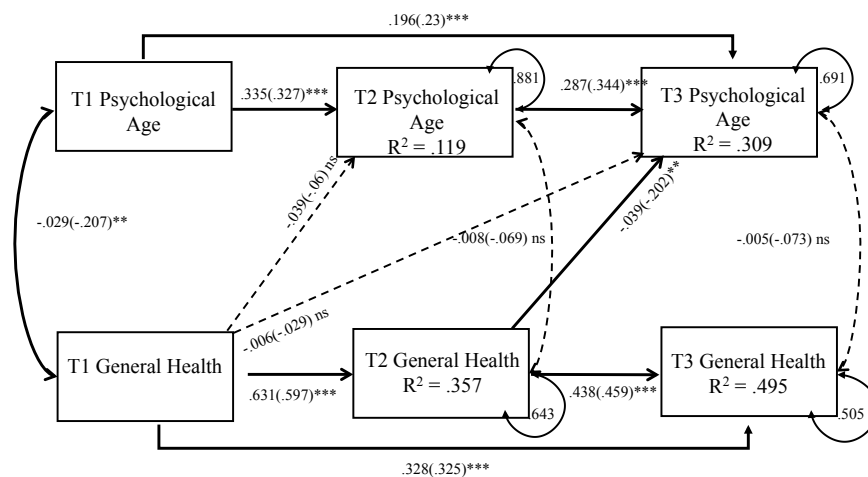 .196(.23)***
T1 Psychological
Age
.335(.327)***
T2 Psychological
Age
R² = .119
.881
.287(.344)***
T3 Psychological
Age
R² = .309
.691
-.029(-.207)**
-.039(-.06) ns
-.006(-.029) ns
-.008(-.069) ns
-.039(-.202)**
-.005(-.073) ns
T1 General Health
.631(.597)***
T2 General Health
R² = .357
.643
.438(.459)***
T3 General Health
R² = .495
.505
.328(.325)***